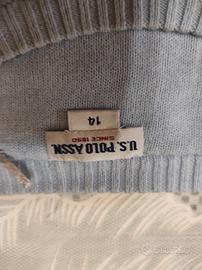 U.S. POLO ASSN.
SINCE 1890
14